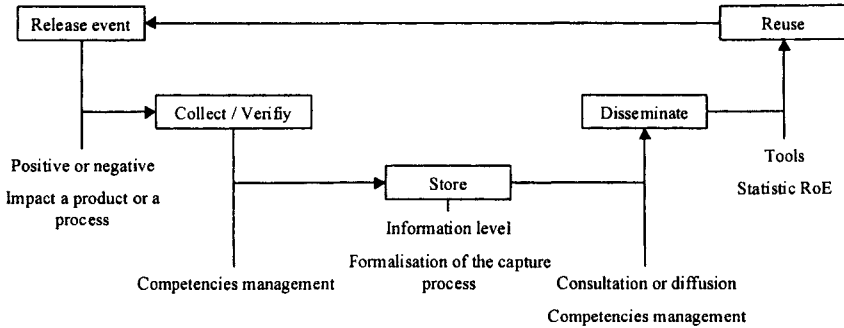 Release event
Reuse
Collect / Verifiy
Disseminate
Positive or negative
Impact a product or a
process
Tools
Statistic RoE
Store
Information level
Formalisation of the capture
process
Competencies management
Consultation or diffusion
Competencies management